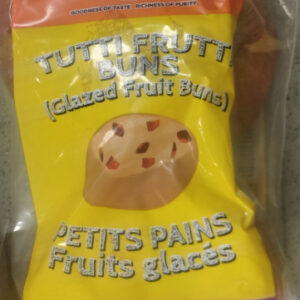 GOODNESS OF TASTE · RICHNESS OF PURITY
TUTTI FRUTTI
BUNS
(Glazed Fruit Buns)
PETITS PAINS
Fruits glacés